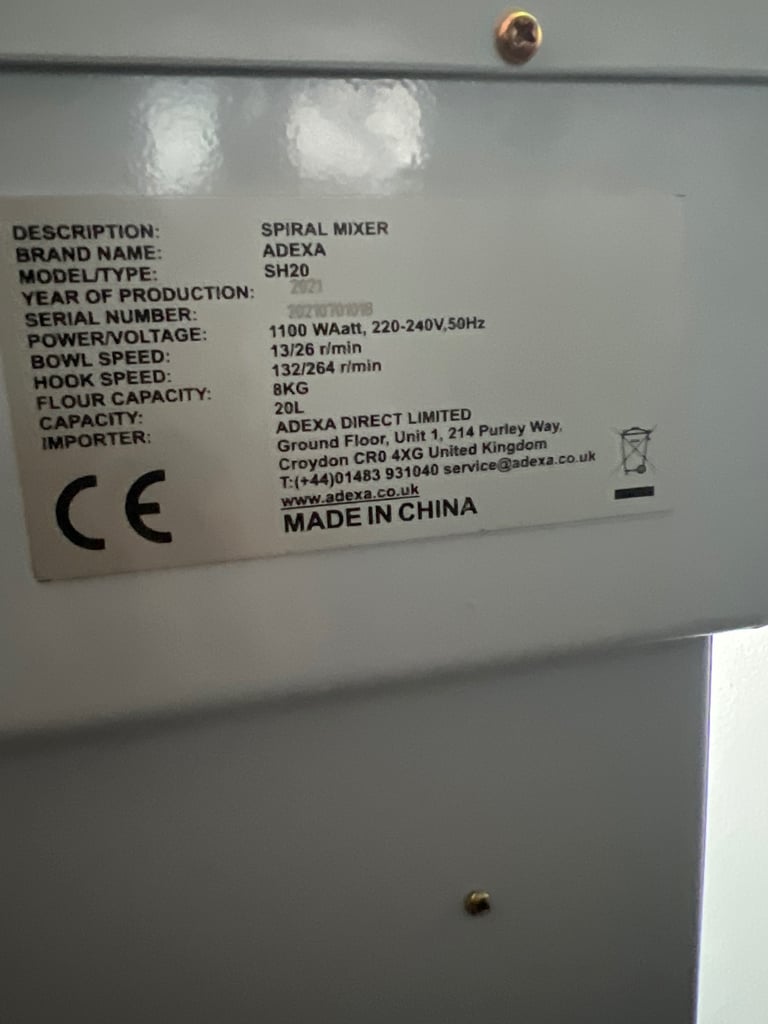 DESCRIPTION: SPIRAL MIXER
BRAND NAME: ADEXA
MODEL/TYPE: SH20
YEAR OF PRODUCTION: 2021
SERIAL NUMBER:
POWER/VOLTAGE: 1100 WAatt, 220-240V,50Hz
BOWL SPEED: 13/26 r/min
HOOK SPEED: 132/264 r/min
FLOUR CAPACITY: 8KG
CAPACITY: 20L
IMPORTER: ADEXA DIRECT LIMITED
Ground Floor, Unit 1, 214 Purley Way,
Croydon CR0 4XG United Kingdom
T:(+44)01483 931040 service@adexa.co.uk
www.adexa.co.uk
MADE IN CHINA
CE